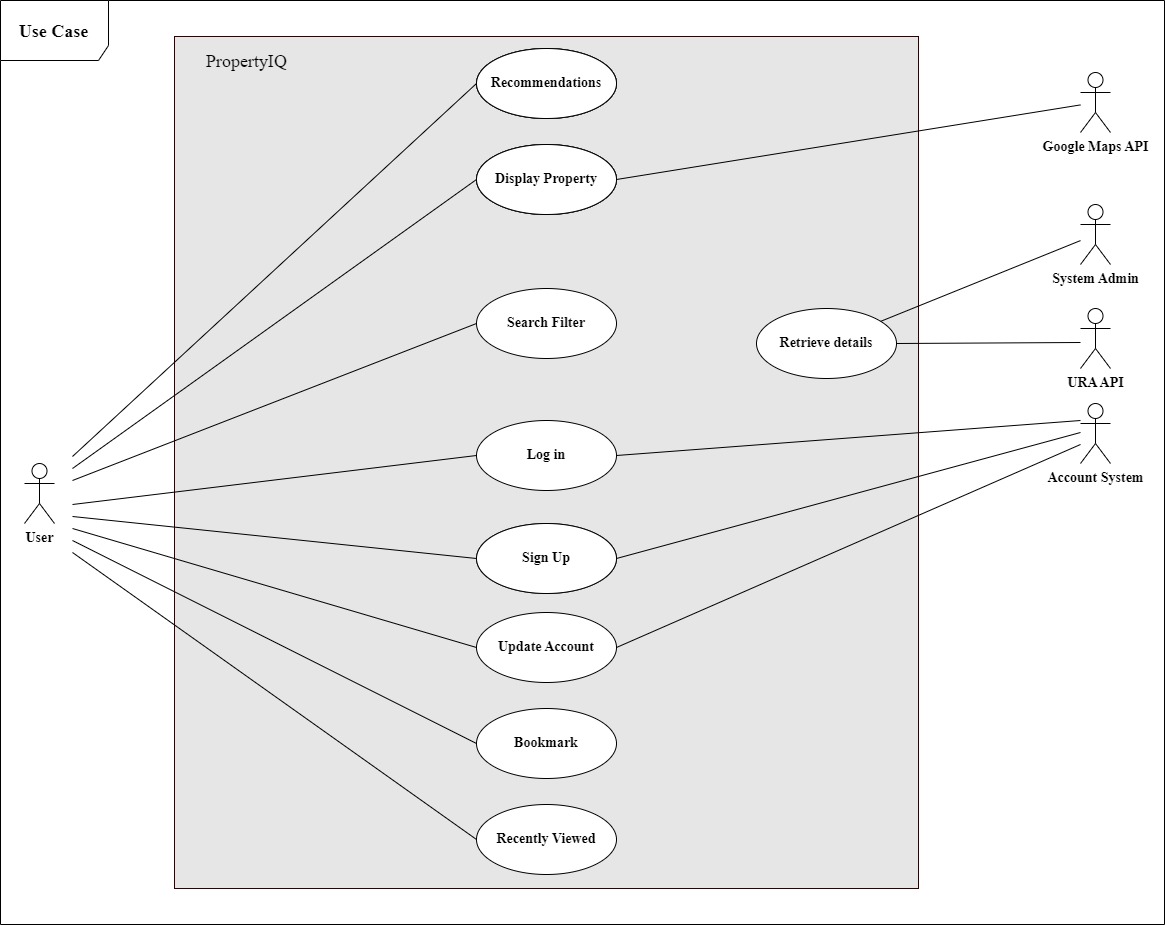 Use Case
PropertyIQ
Recommendations
Google Maps API
Display Property
System Admin
Search Filter
Retrieve details
URA API
Log in
Account System
User
Sign Up
Update Account
Bookmark
Recently Viewed